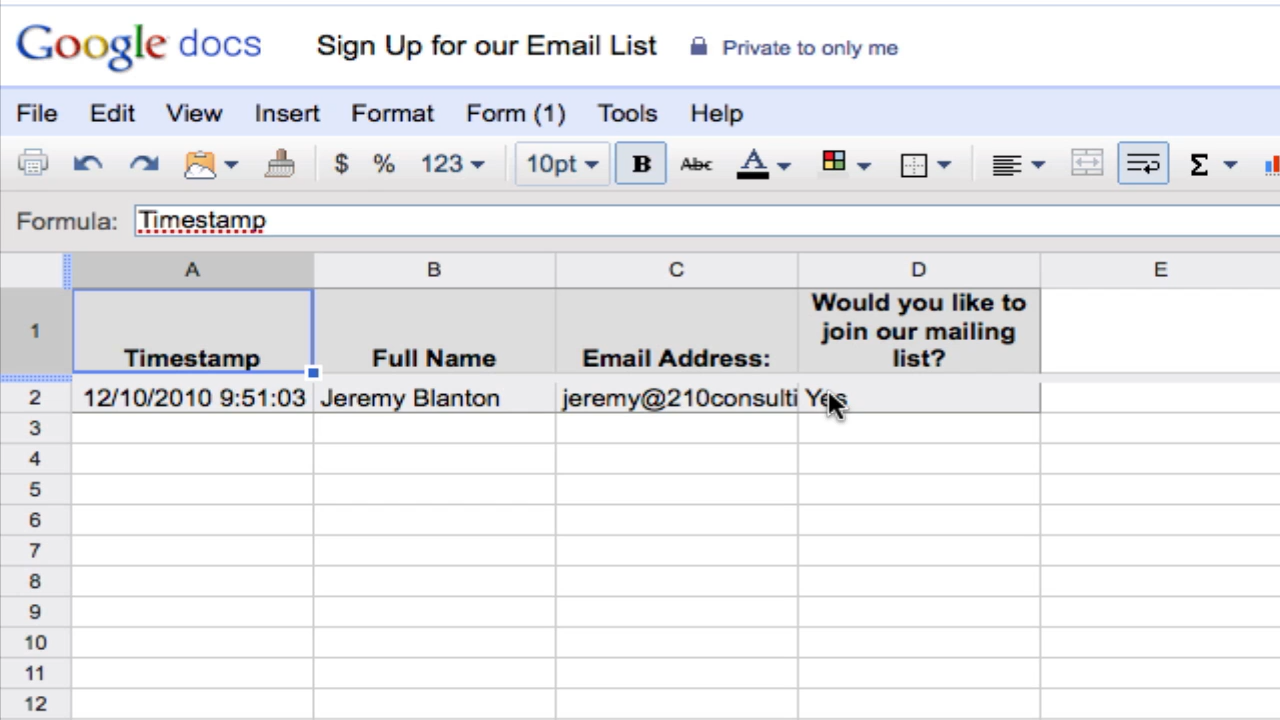 Google docs Sign Up for our Email List Private to only me
File Edit View Insert Format Form (1) Tools Help
$ % 123 10pt B Abc A Σ
Formula: Timestamp
A B C D E
1 Timestamp Full Name Email Address: Would you like to
join our mailing
list?
2 12/10/2010 9:51:03 Jeremy Blanton jeremy@210consulti Yes
3
4
5
6
7
8
9
10
11
12